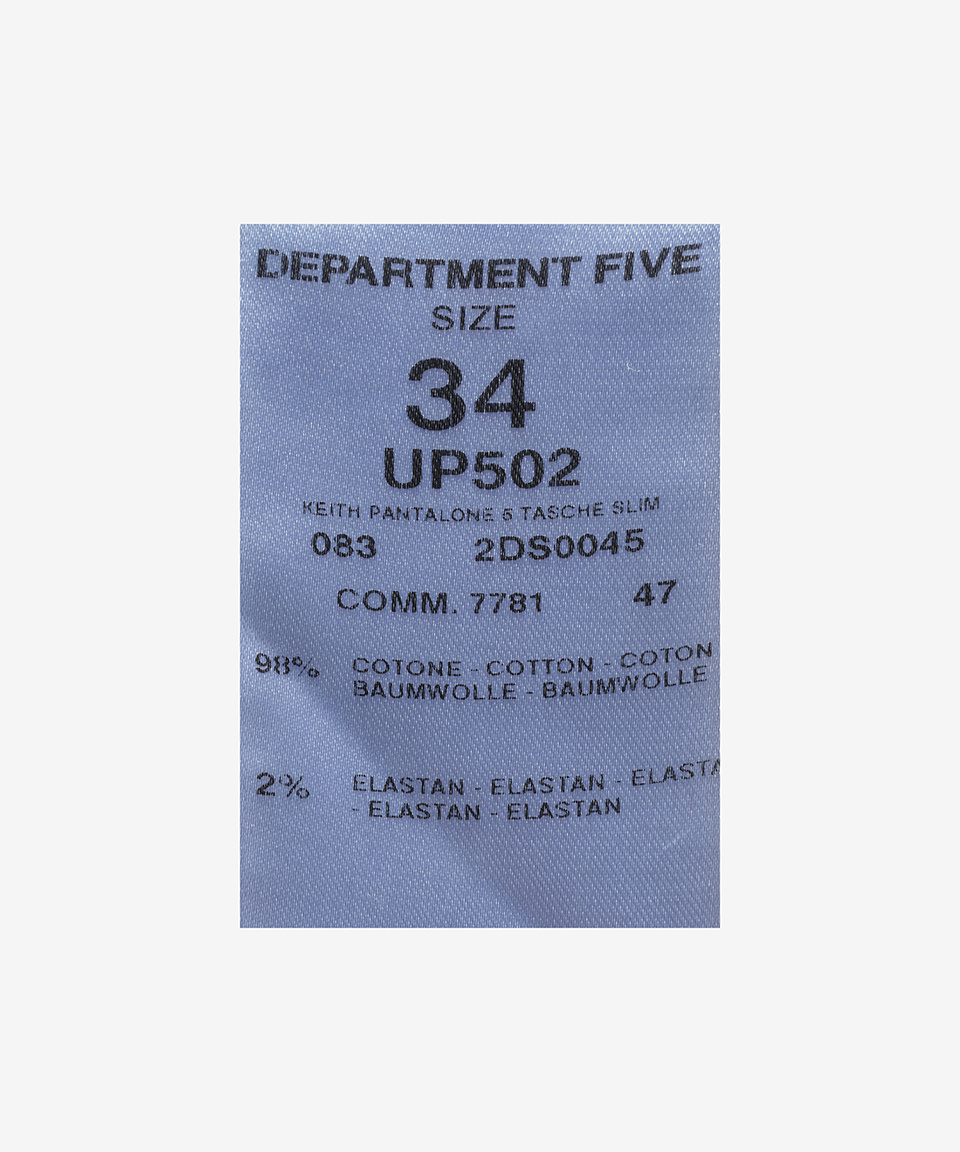 DEPARTMENT FIVE
SIZE
34
UP502
KEITH PANTALONE 5 TASCHE SLIM
083 2DS0045
COMM. 7781 47
98% COTONE - COTTON - COTON
BAUMWOLLE - BAUMWOLLE
2% ELASTAN - ELASTAN - ELASTA
- ELASTAN - ELASTAN